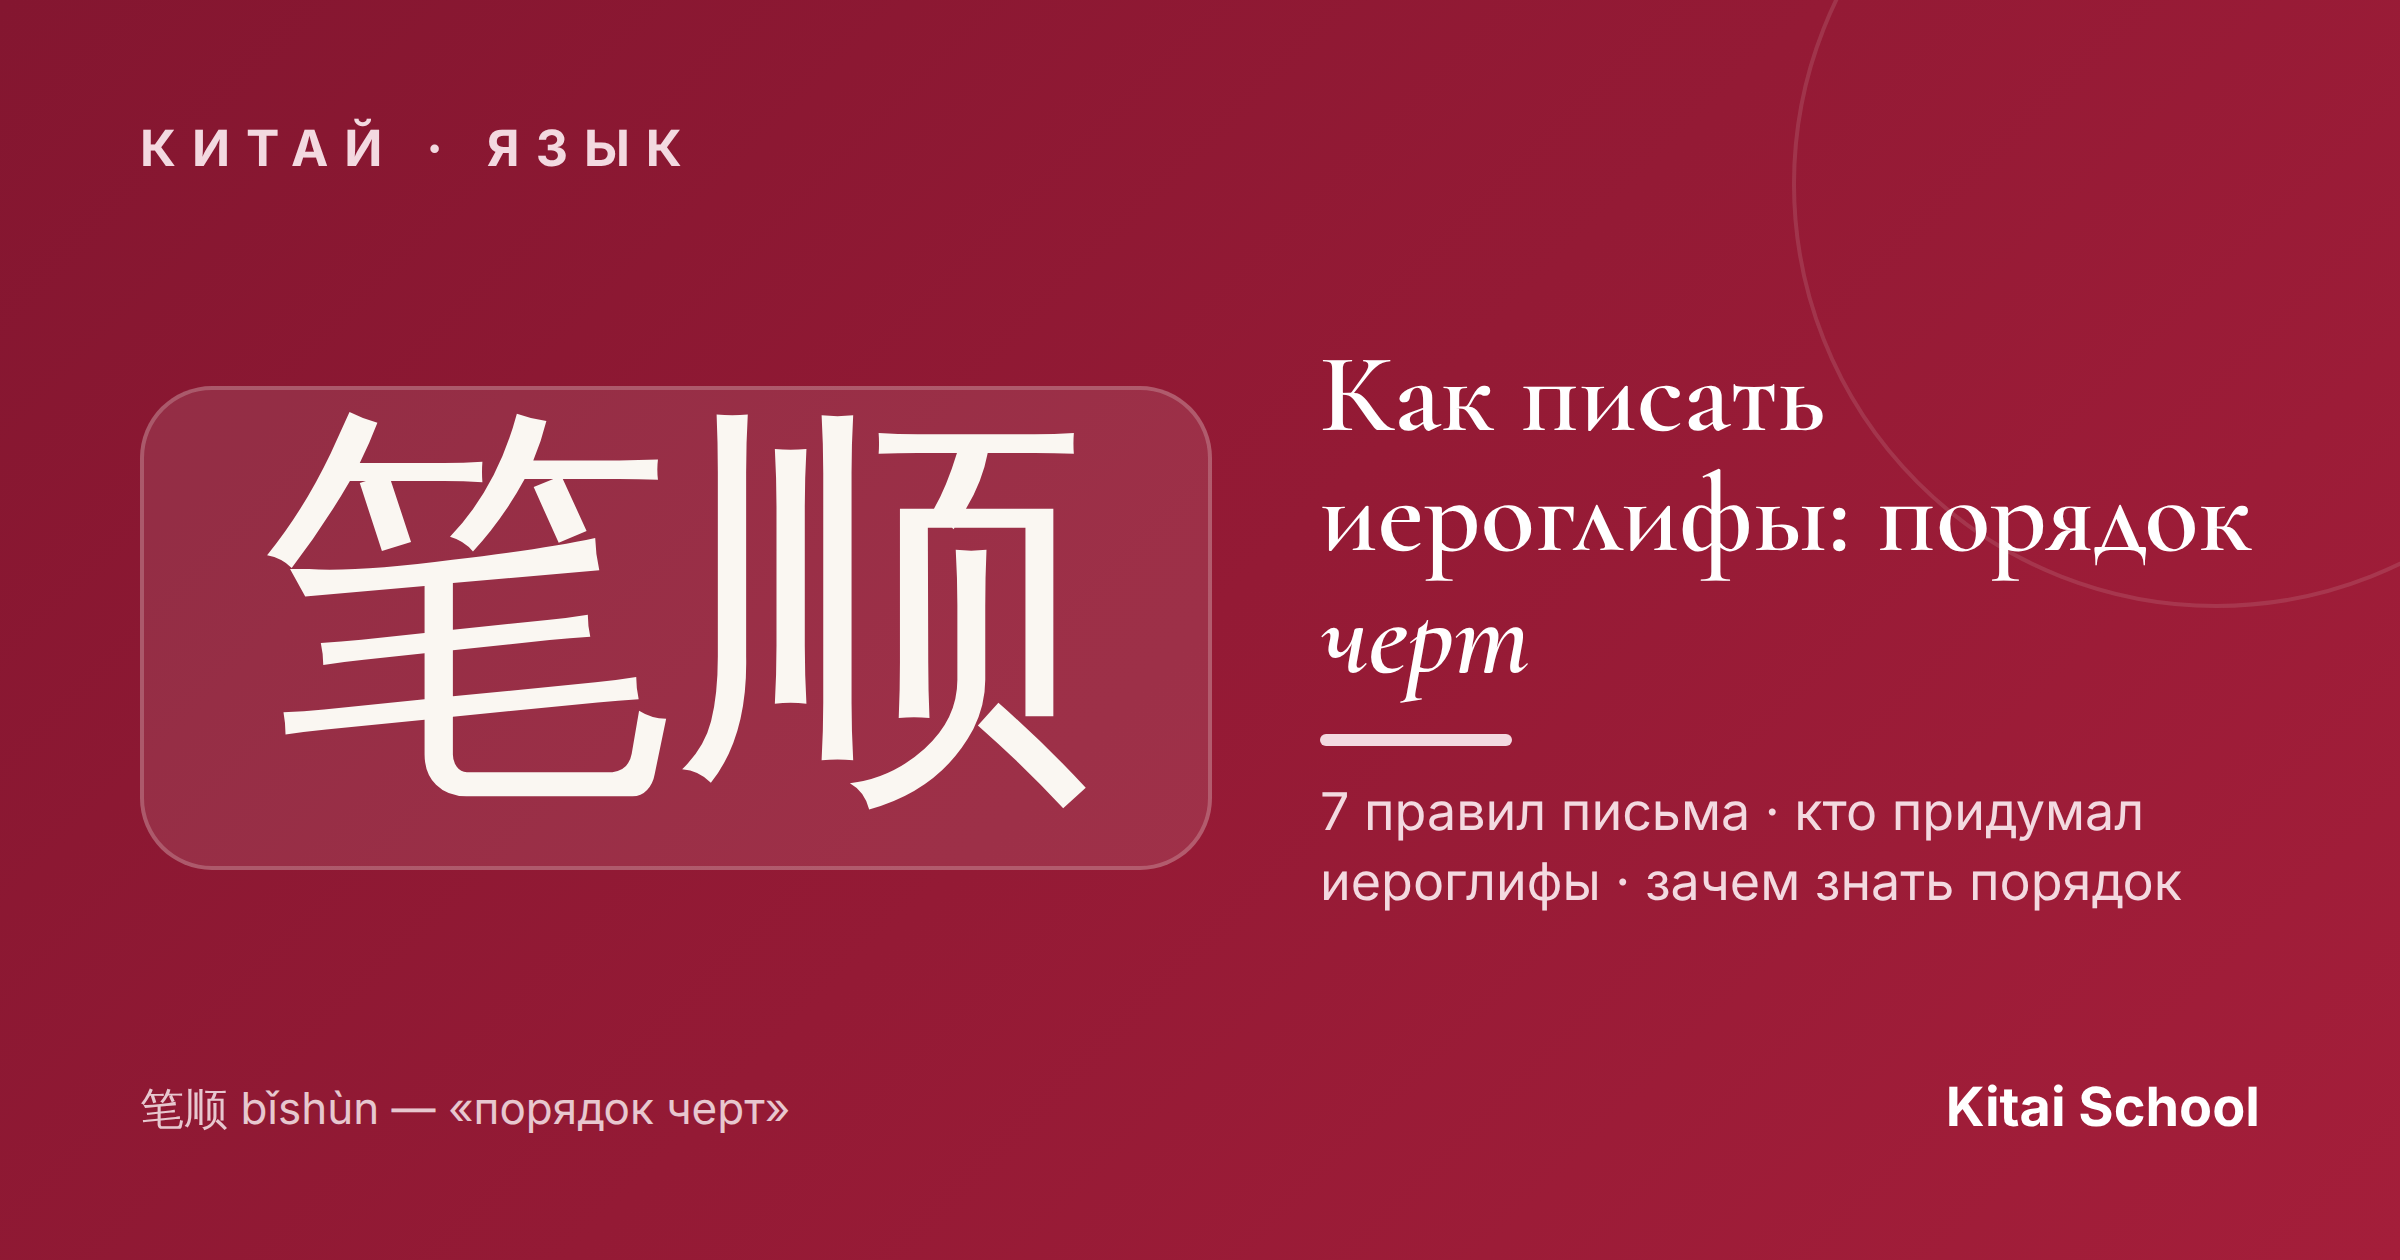 КИТАЙ · ЯЗЫК
笔顺
Как писать
иероглифы: порядок
черт
7 правил письма · кто придумал
иероглифы · зачем знать порядок
笔顺 bǐshùn — «порядок черт»
Kitai School